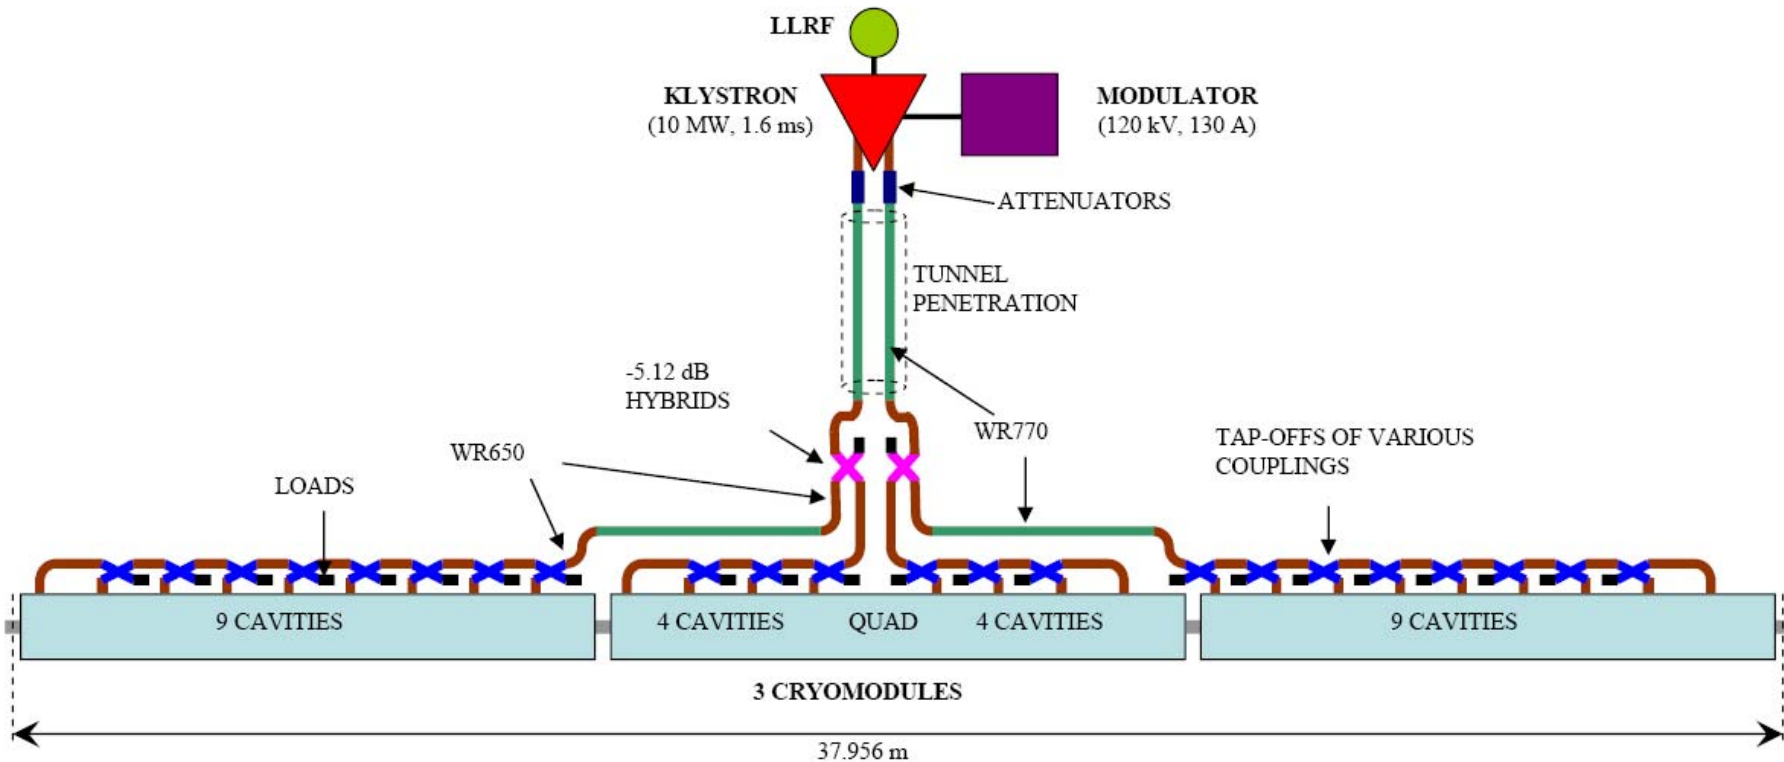 LLRF
KLYSTRON
(10 MW, 1.6 ms)
MODULATOR
(120 kV, 130 A)
ATTENUATORS
TUNNEL
PENETRATION
-5.12 dB
HYBRIDS
WR770
WR650
TAP-OFFS OF VARIOUS
COUPLINGS
LOADS
9 CAVITIES
4 CAVITIES
QUAD
4 CAVITIES
9 CAVITIES
3 CRYOMODULES
37.956 m